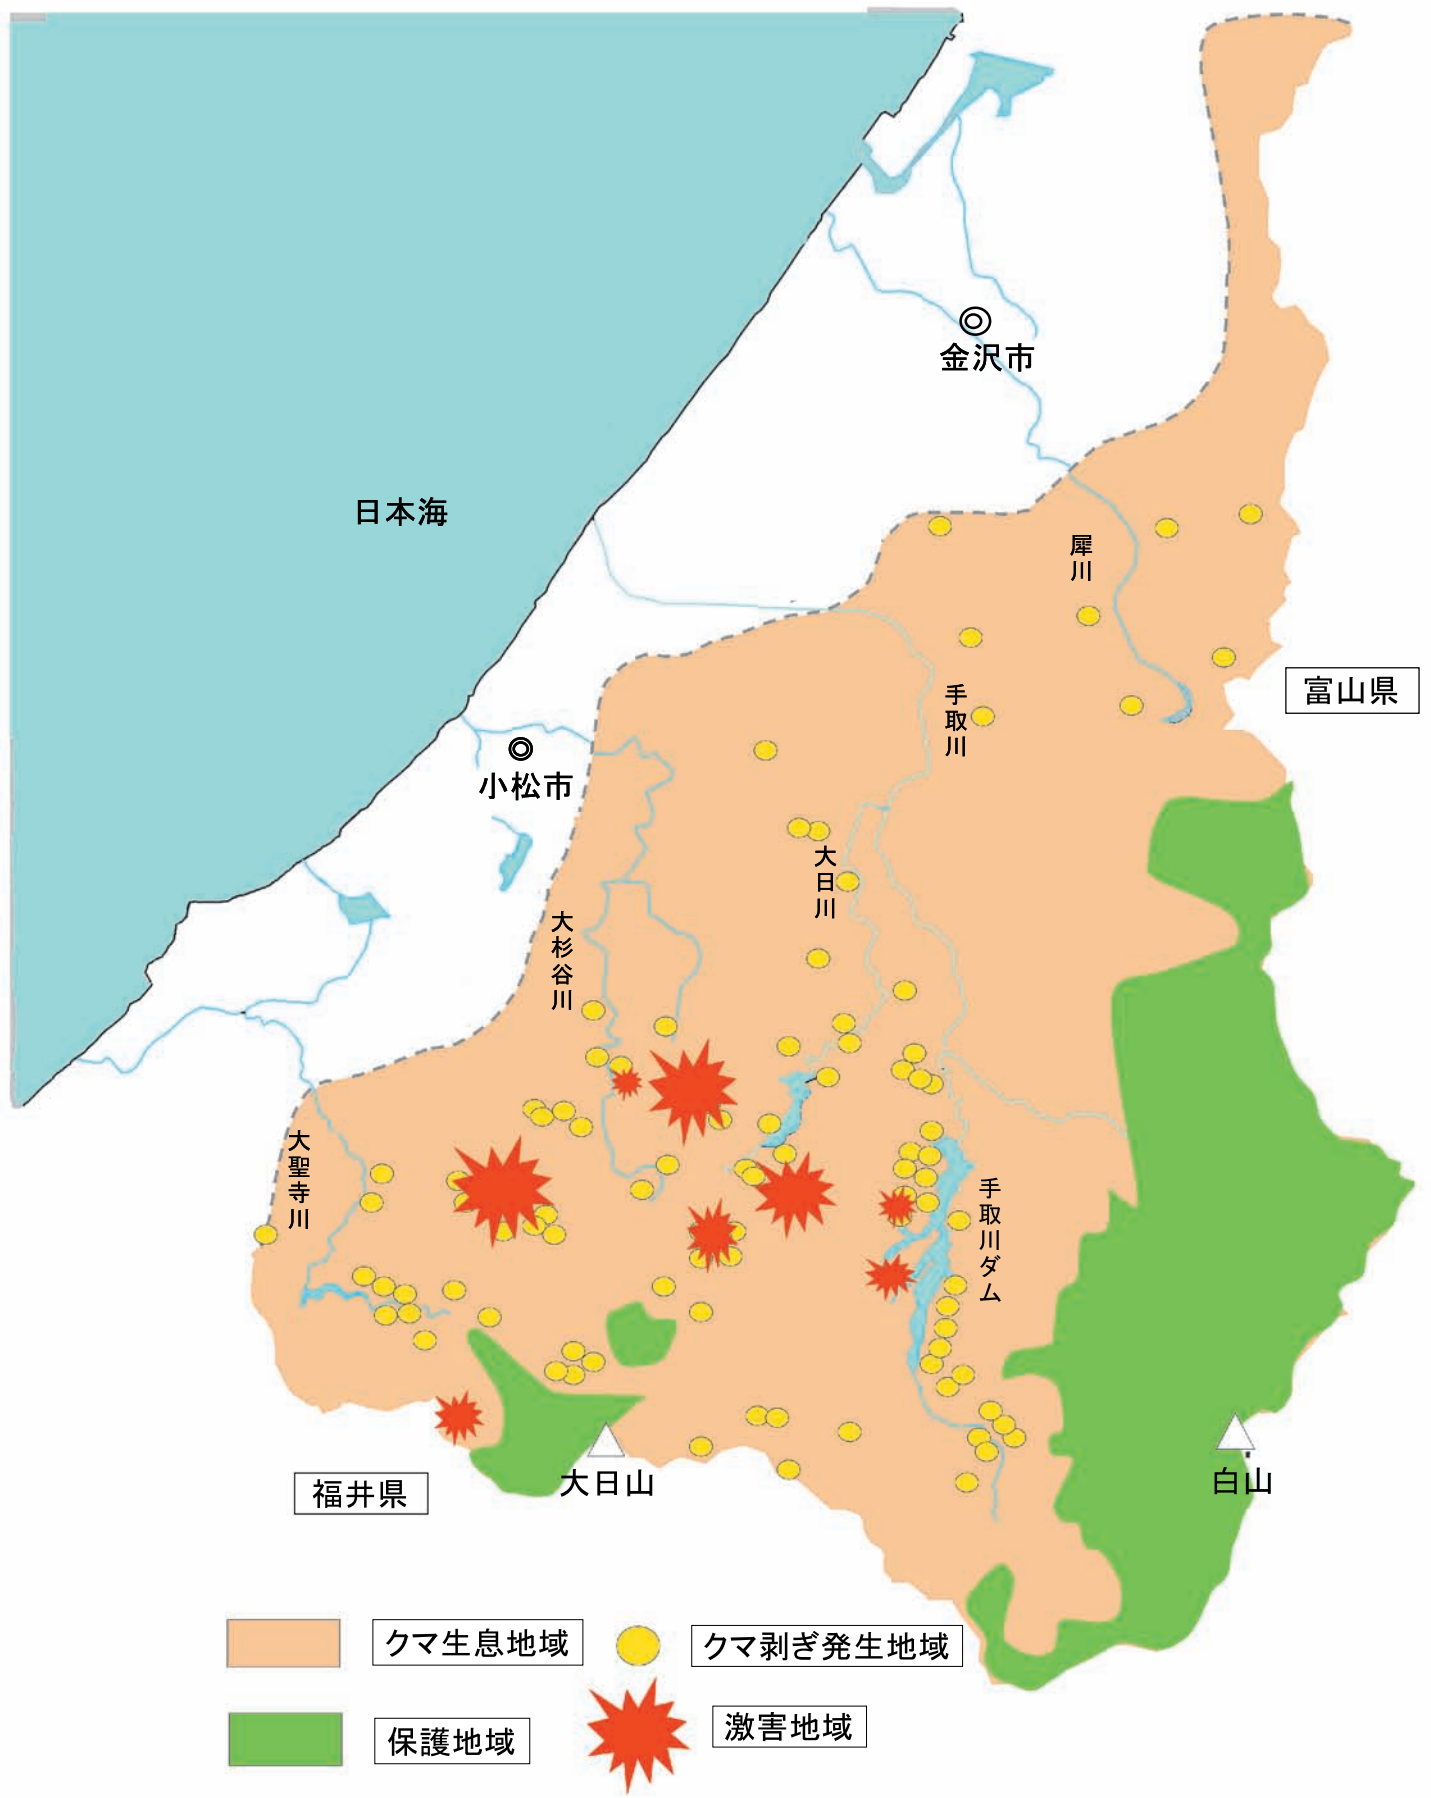 金沢市
日本海
犀川
富山県
手取川
小松市
大日川
大杉谷川
大聖寺川
手取川ダム
福井県
大日山
白山
クマ生息地域
クマ剥ぎ発生地域
保護地域
激害地域